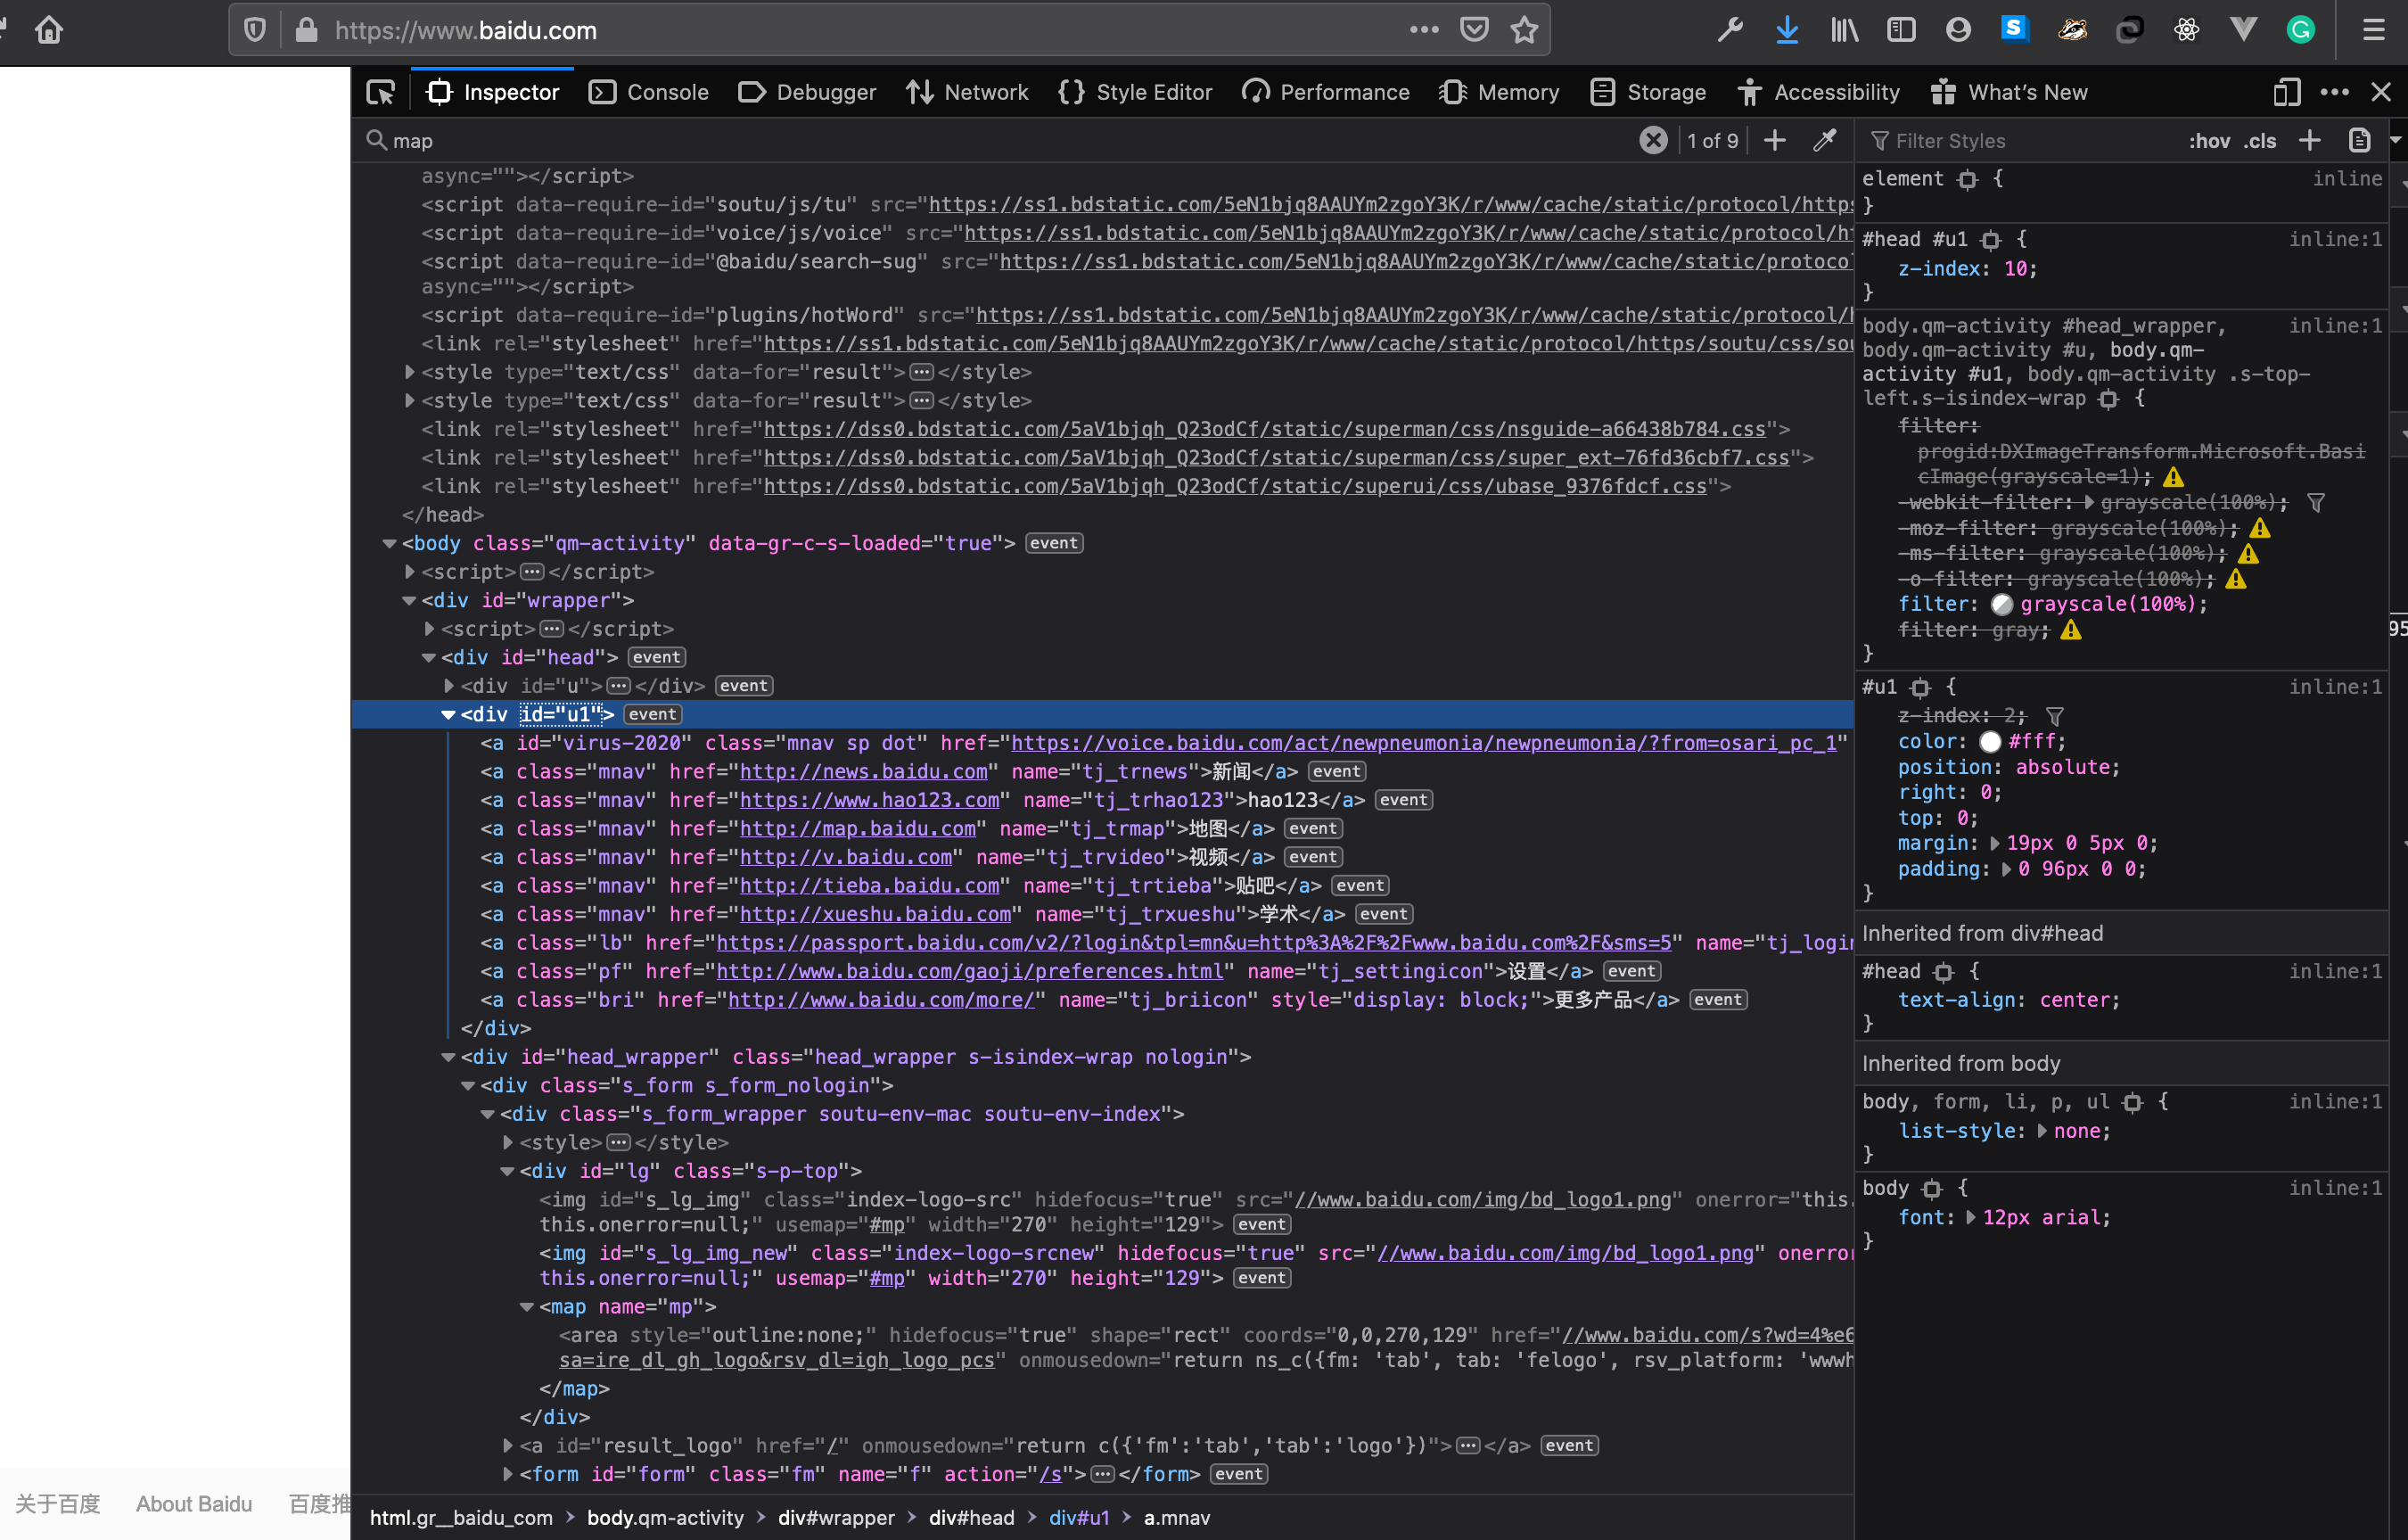 https://www.baidu.com
Inspector Console Debugger Network Style Editor Performance Memory Storage Accessibility What's New
map 1 of 9
async=""></script>
<script data-require-id="soutu/js/tu" src="https://ss1.bdstatic.com/5eN1bjq8AAUYm2zgoY3K/r/www/cache/static/protocol/https
<script data-require-id="voice/js/voice" src="https://ss1.bdstatic.com/5eN1bjq8AAUYm2zgoY3K/r/www/cache/static/protocol/ht
<script data-require-id="@baidu/search-sug" src="https://ss1.bdstatic.com/5eN1bjq8AAUYm2zgoY3K/r/www/cache/static/protocol
async=""></script>
<script data-require-id="plugins/hotWord" src="https://ss1.bdstatic.com/5eN1bjq8AAUYm2zgoY3K/r/www/cache/static/protocol/h
<link rel="stylesheet" href="https://ss1.bdstatic.com/5eN1bjq8AAUYm2zgoY3K/r/www/cache/static/protocol/https/soutu/css/sou
<style type="text/css" data-for="result">…</style>
<style type="text/css" data-for="result">…</style>
<link rel="stylesheet" href="https://dss0.bdstatic.com/5aV1bjqh_Q23odCf/static/superman/css/nsguide-a66438b784.css">
<link rel="stylesheet" href="https://dss0.bdstatic.com/5aV1bjqh_Q23odCf/static/superman/css/super_ext-76fd36cbf7.css">
<link rel="stylesheet" href="https://dss0.bdstatic.com/5aV1bjqh_Q23odCf/static/superui/css/ubase_9376fdcf.css">
</head>
<body class="qm-activity" data-gr-c-s-loaded="true"> event
<script>…</script>
<div id="wrapper">
<script>…</script>
<div id="head"> event
<div id="u">…</div> event
<div id="u1"> event
<a id="virus-2020" class="mnav sp dot" href="https://voice.baidu.com/act/newpneumonia/newpneumonia/?from=osari_pc_1"
<a class="mnav" href="http://news.baidu.com" name="tj_trnews">新闻</a> event
<a class="mnav" href="https://www.hao123.com" name="tj_trhao123">hao123</a> event
<a class="mnav" href="http://map.baidu.com" name="tj_trmap">地图</a> event
<a class="mnav" href="http://v.baidu.com" name="tj_trvideo">视频</a> event
<a class="mnav" href="http://tieba.baidu.com" name="tj_trtieba">贴吧</a> event
<a class="mnav" href="http://xueshu.baidu.com" name="tj_trxueshu">学术</a> event
<a class="lb" href="https://passport.baidu.com/v2/?login&tpl=mn&u=http%3A%2F%2Fwww.baidu.com%2F&sms=5" name="tj_login
<a class="pf" href="http://www.baidu.com/gaoji/preferences.html" name="tj_settingicon">设置</a> event
<a class="bri" href="http://www.baidu.com/more/" name="tj_briicon" style="display: block;">更多产品</a> event
</div>
<div id="head_wrapper" class="head_wrapper s-isindex-wrap nologin">
<div class="s_form s_form_nologin">
<div class="s_form_wrapper soutu-env-mac soutu-env-index">
<style>…</style>
<div id="lg" class="s-p-top">
<img id="s_lg_img" class="index-logo-src" hidefocus="true" src="//www.baidu.com/img/bd_logo1.png" onerror="this.
this.onerror=null;" usemap="#mp" width="270" height="129"> event
<img id="s_lg_img_new" class="index-logo-srcnew" hidefocus="true" src="//www.baidu.com/img/bd_logo1.png" onerror
this.onerror=null;" usemap="#mp" width="270" height="129"> event
<map name="mp">
<area style="outline:none;" hidefocus="true" shape="rect" coords="0,0,270,129" href="//www.baidu.com/s?wd=4%e6
sa=ire_dl_gh_logo&rsv_dl=igh_logo_pcs" onmousedown="return ns_c({fm: 'tab', tab: 'felogo', rsv_platform: 'wwwh
</map>
</div>
<a id="result_logo" href="/" onmousedown="return c({'fm':'tab','tab':'logo'})">…</a> event
<form id="form" class="fm" name="f" action="/s">…</form> event
html.gr__baidu_com > body.qm-activity > div#wrapper > div#head > div#u1 > a.mnav
Filter Styles :hov .cls
element { inline
}
#head #u1 { inline:1
z-index: 10;
}
body.qm-activity #head_wrapper, inline:1
body.qm-activity #u, body.qm-
activity #u1, body.qm-activity .s-top-
left.s-isindex-wrap {
filter:
progid:DXImageTransform.Microsoft.Basi
cImage(grayscale=1);
-webkit-filter: grayscale(100%);
-moz-filter: grayscale(100%);
-ms-filter: grayscale(100%);
-o-filter: grayscale(100%);
filter: grayscale(100%);
filter: gray;
}
#u1 { inline:1
z-index: 2;
color: #fff;
position: absolute;
right: 0;
top: 0;
margin: 19px 0 5px 0;
padding: 0 96px 0 0;
}
Inherited from div#head
#head { inline:1
text-align: center;
}
Inherited from body
body, form, li, p, ul { inline:1
list-style: none;
}
body { inline:1
font: 12px arial;
}
95
关于百度 About Baidu 百度推